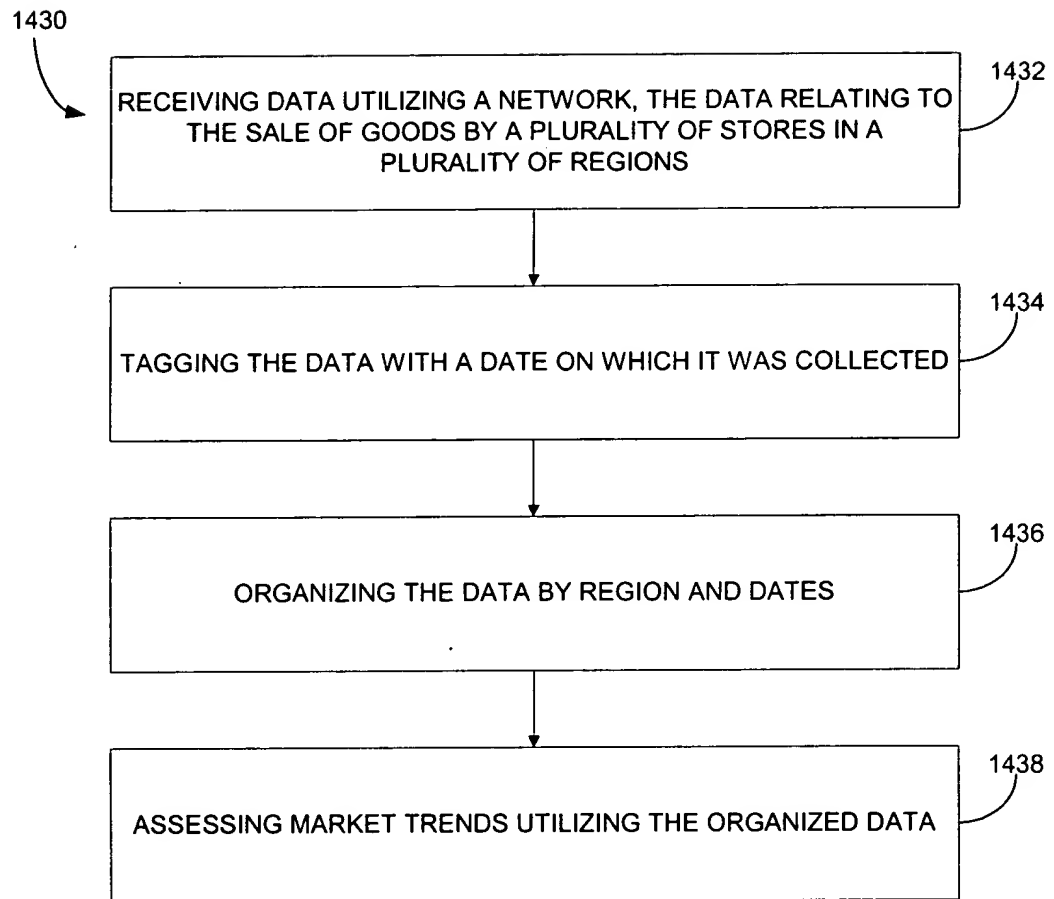 1430
1432
RECEIVING DATA UTILIZING A NETWORK, THE DATA RELATING TO
THE SALE OF GOODS BY A PLURALITY OF STORES IN A
PLURALITY OF REGIONS
1434
TAGGING THE DATA WITH A DATE ON WHICH IT WAS COLLECTED
1436
ORGANIZING THE DATA BY REGION AND DATES
1438
ASSESSING MARKET TRENDS UTILIZING THE ORGANIZED DATA